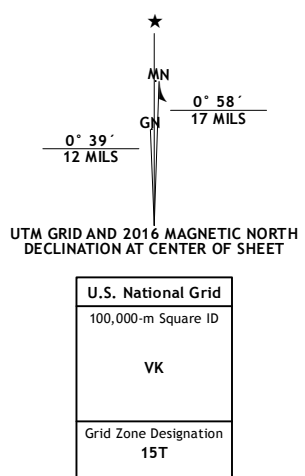 MN
0° 58´
17 MILS
GN
0° 39´
12 MILS
UTM GRID AND 2016 MAGNETIC NORTH
DECLINATION AT CENTER OF SHEET
U.S. National Grid
100,000-m Square ID
VK
Grid Zone Designation
15T